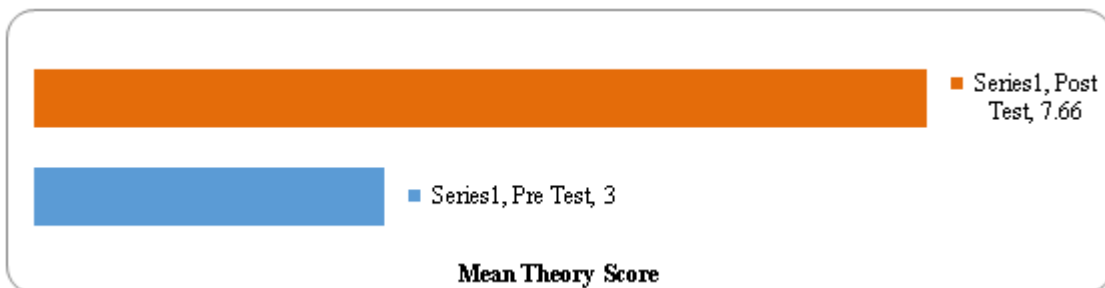 Series1, Post
Test, 7.66
Series1, Pre Test, 3
Mean Theory Score